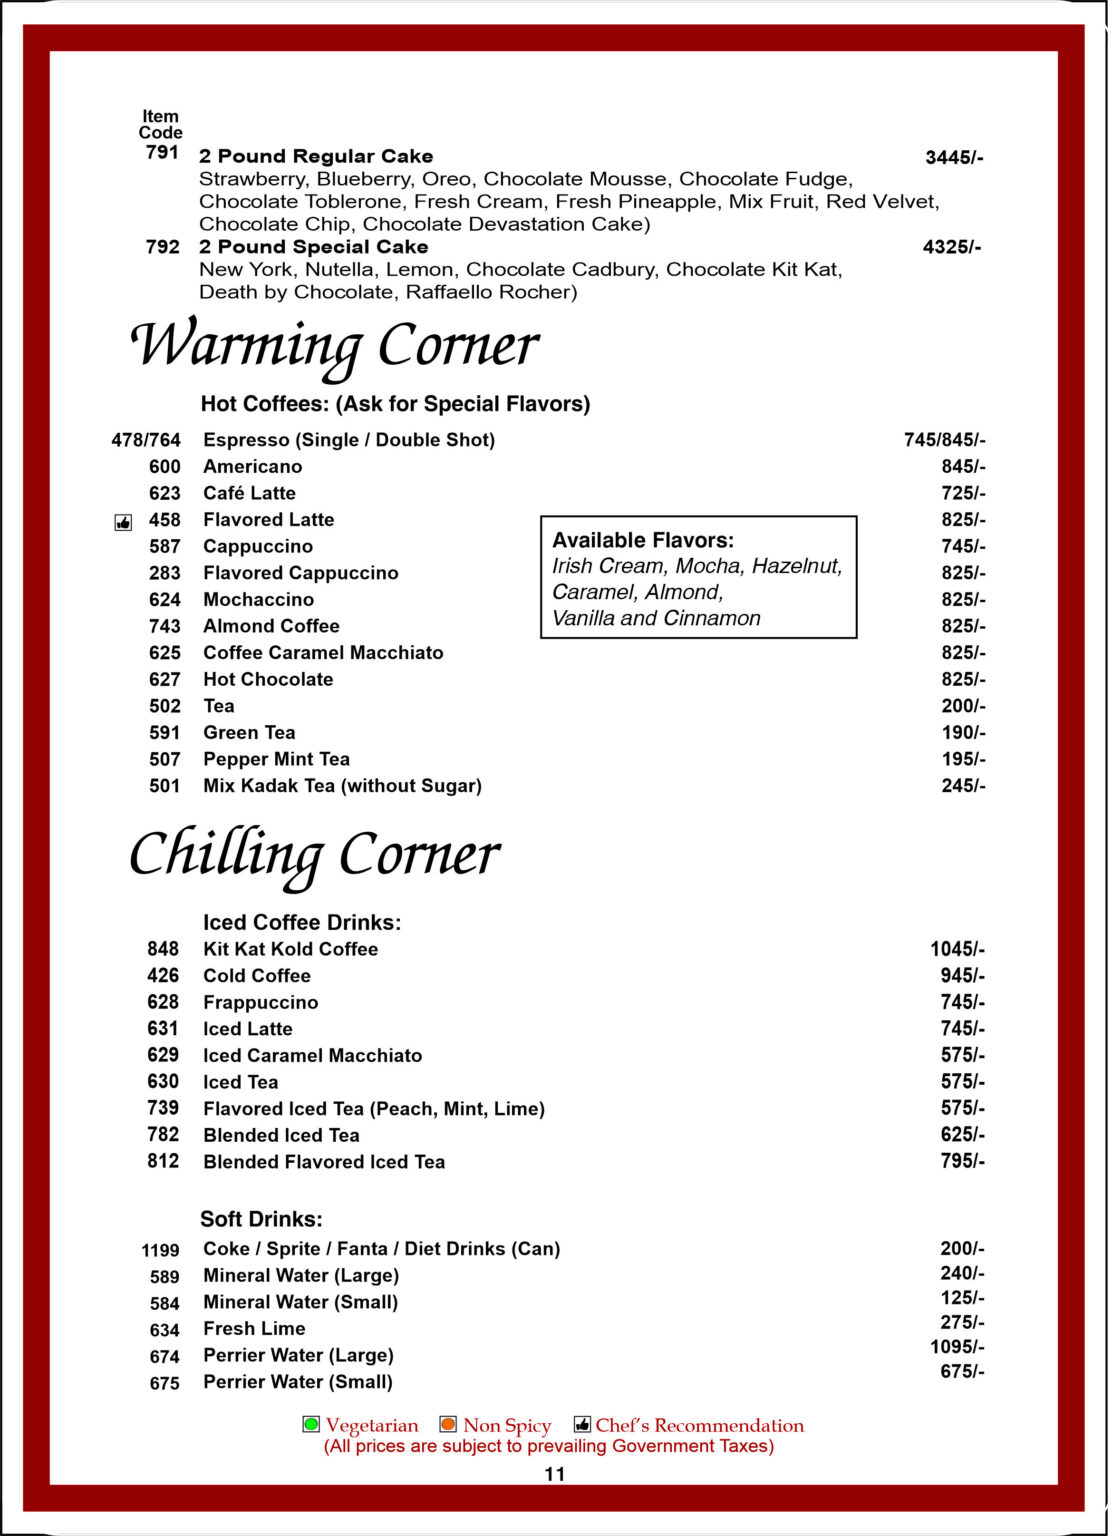 Item
Code
791 2 Pound Regular Cake 3445/-
Strawberry, Blueberry, Oreo, Chocolate Mousse, Chocolate Fudge,
Chocolate Toblerone, Fresh Cream, Fresh Pineapple, Mix Fruit, Red Velvet,
Chocolate Chip, Chocolate Devastation Cake)
792 2 Pound Special Cake 4325/-
New York, Nutella, Lemon, Chocolate Cadbury, Chocolate Kit Kat,
Death by Chocolate, Raffaello Rocher)
Warming Corner
Hot Coffees: (Ask for Special Flavors)
478/764 Espresso (Single / Double Shot) 745/845/-
600 Americano 845/-
623 Café Latte 725/-
458 Flavored Latte 825/-
587 Cappuccino 745/-
283 Flavored Cappuccino 825/-
624 Mochaccino 825/-
743 Almond Coffee 825/-
625 Coffee Caramel Macchiato 825/-
627 Hot Chocolate 825/-
502 Tea 200/-
591 Green Tea 190/-
507 Pepper Mint Tea 195/-
501 Mix Kadak Tea (without Sugar) 245/-
Available Flavors:
Irish Cream, Mocha, Hazelnut,
Caramel, Almond,
Vanilla and Cinnamon
Chilling Corner
Iced Coffee Drinks:
848 Kit Kat Kold Coffee 1045/-
426 Cold Coffee 945/-
628 Frappuccino 745/-
631 Iced Latte 745/-
629 Iced Caramel Macchiato 575/-
630 Iced Tea 575/-
739 Flavored Iced Tea (Peach, Mint, Lime) 575/-
782 Blended Iced Tea 625/-
812 Blended Flavored Iced Tea 795/-
Soft Drinks:
1199 Coke / Sprite / Fanta / Diet Drinks (Can) 200/-
589 Mineral Water (Large) 240/-
584 Mineral Water (Small) 125/-
634 Fresh Lime 275/-
674 Perrier Water (Large) 1095/-
675 Perrier Water (Small) 675/-
Vegetarian Non Spicy Chef's Recommendation
(All prices are subject to prevailing Government Taxes)
11